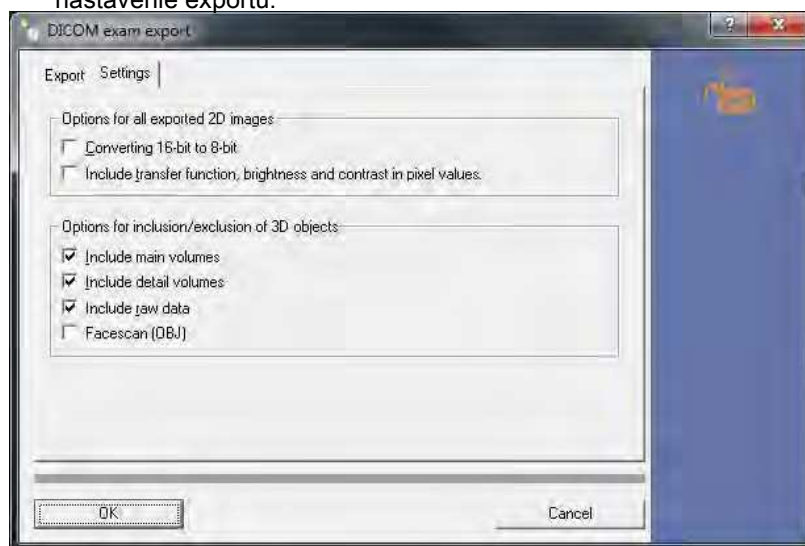 nastavenie exportu.
DICOM exam export
Export Settings
Options for all exported 2D images
Converting 16-bit to 8-bit
Include transfer function, brightness and contrast in pixel values.
Options for inclusion/exclusion of 3D objects
Include main volumes
Include detail volumes
Include raw data
Facescan (OBJ)
OK Cancel